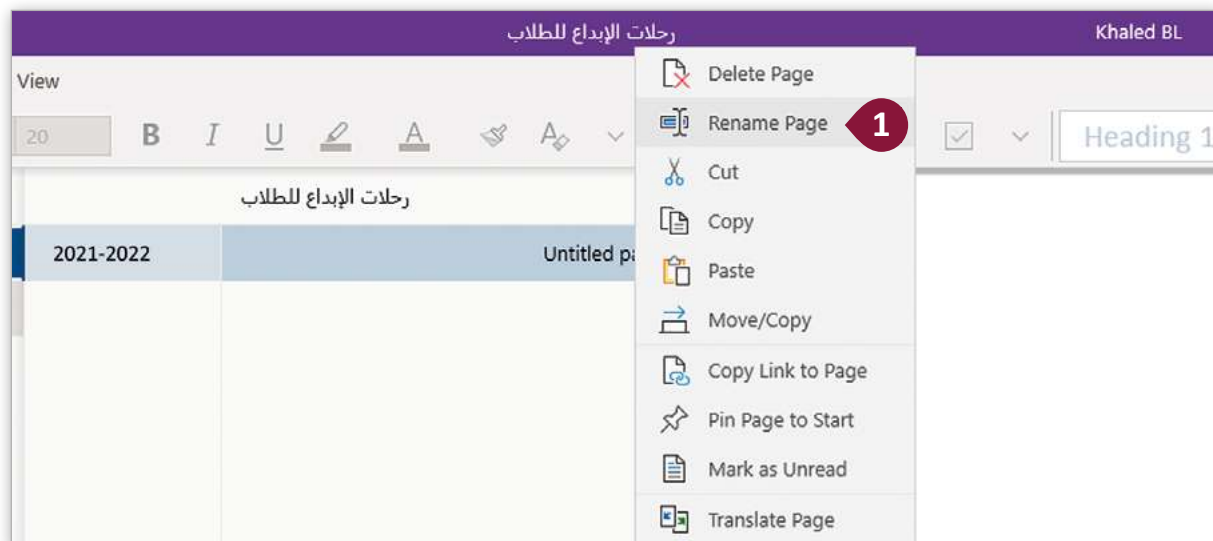 رحلات الإبداع للطلاب
Khaled BL
View
20 B I U A A Heading 1
رحلات الإبداع للطلاب
2021-2022
Untitled pa
Delete Page
Rename Page 1
Cut
Copy
Paste
Move/Copy
Copy Link to Page
Pin Page to Start
Mark as Unread
Translate Page